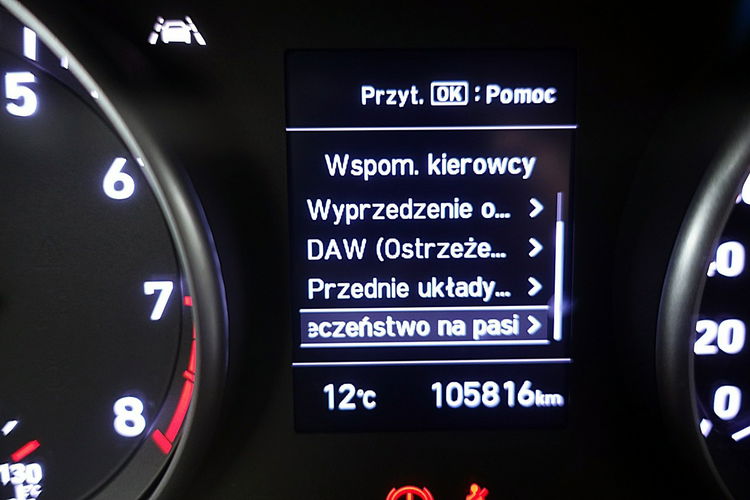 Przyt. OK : Pomoc
Wspom. kierowcy
Wyprzedzenie o...
DAW (Ostrzeże...
Przednie układy...
eczeństwo na pasi
12°C 105816km
5
6
7
8
130
20
0